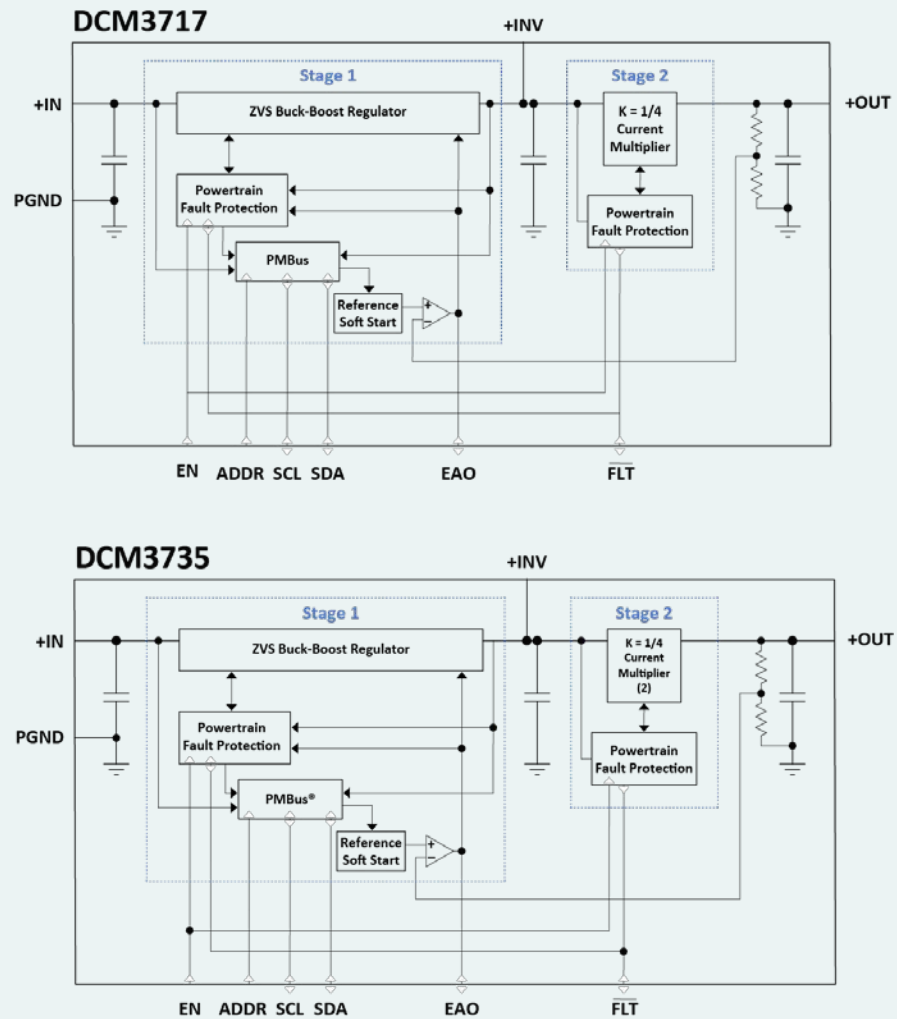 DCM3717
+INV
Stage 1
Stage 2
+IN
ZVS Buck-Boost Regulator
K = 1/4
Current
Multiplier
+OUT
PGND
Powertrain
Fault Protection
Powertrain
Fault Protection
PMBus
Reference
Soft Start
+
−
EN
ADDR
SCL
SDA
EAO
FLT
DCM3735
+INV
Stage 1
Stage 2
+IN
ZVS Buck-Boost Regulator
K = 1/4
Current
Multiplier
(2)
+OUT
PGND
Powertrain
Fault Protection
Powertrain
Fault Protection
PMBus®
Reference
Soft Start
+
−
EN
ADDR
SCL
SDA
EAO
FLT